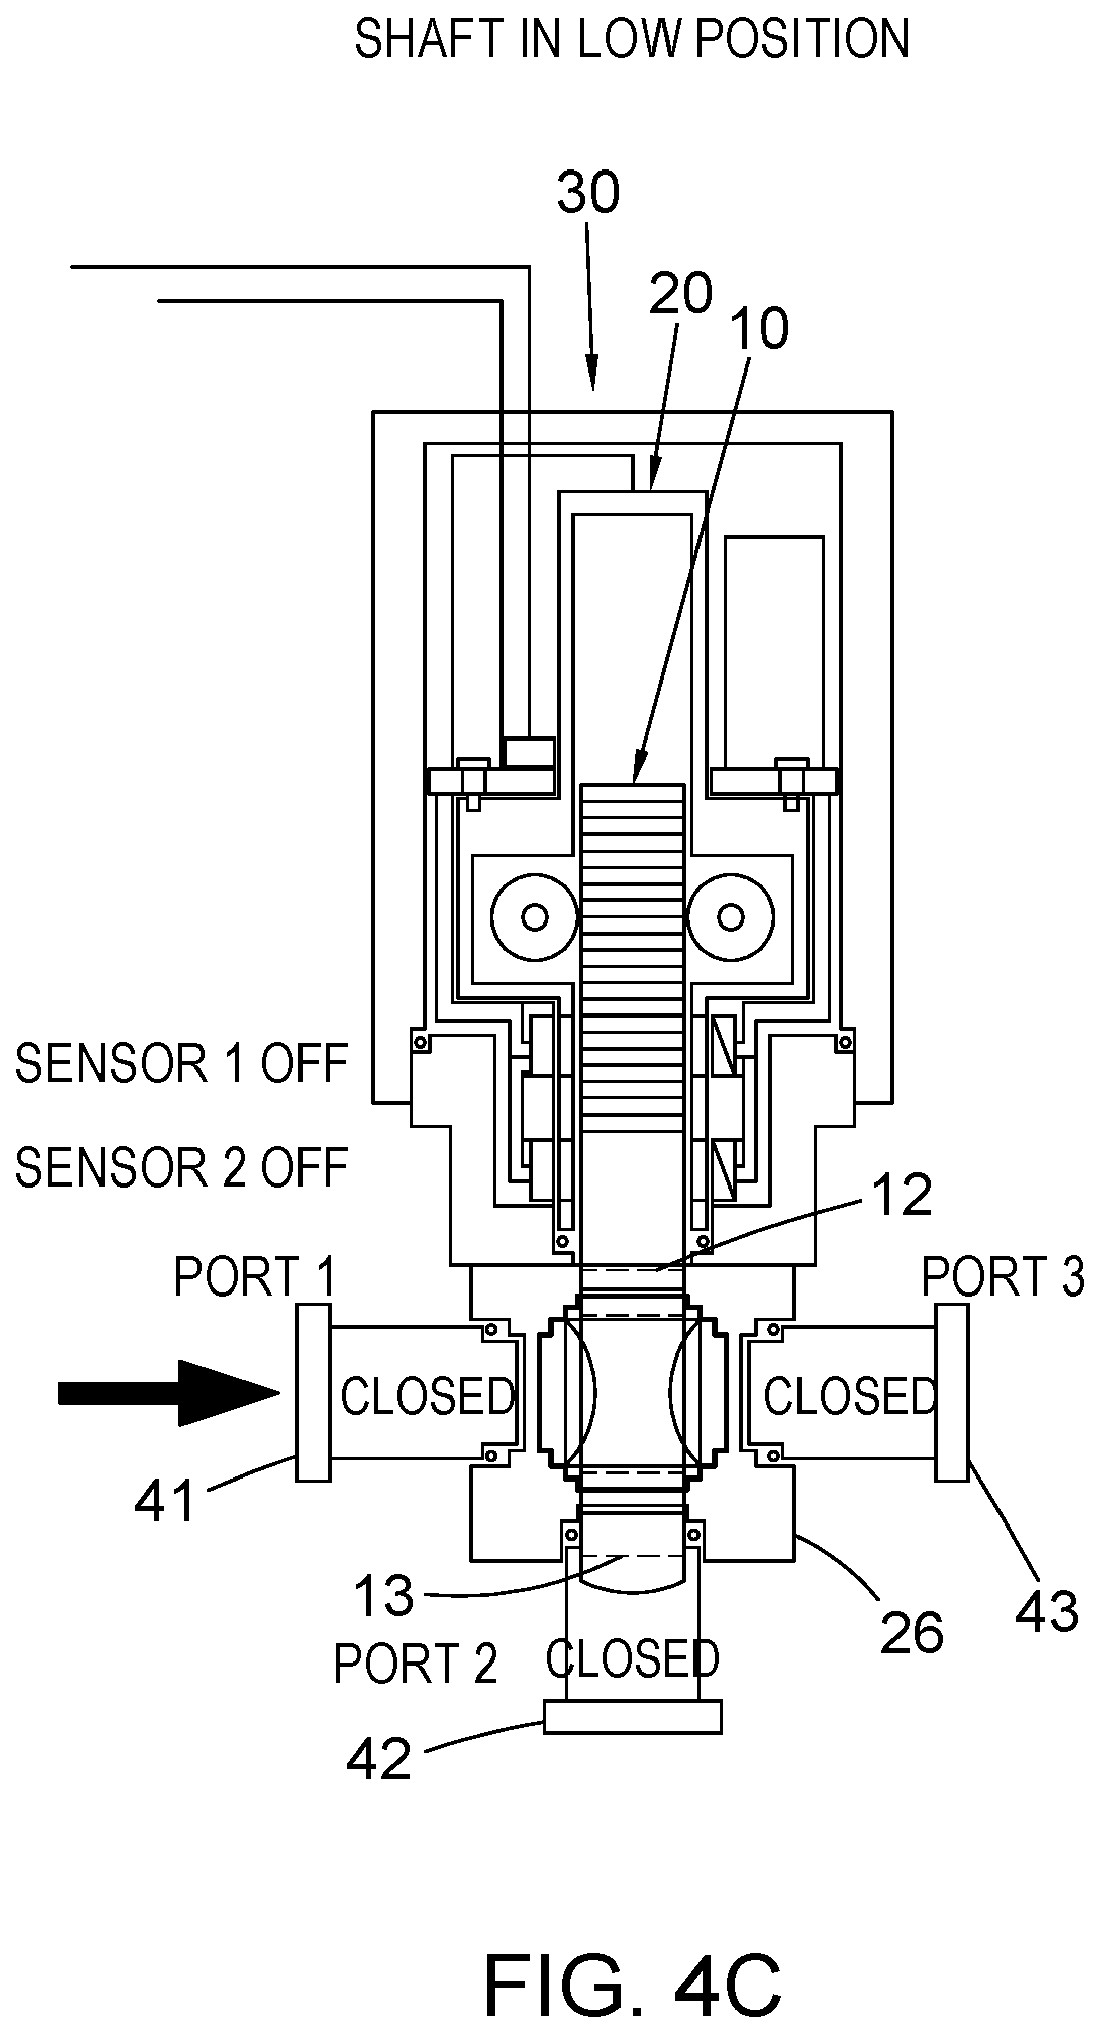 SHAFT IN LOW POSITION
30
20
10
SENSOR 1 OFF
SENSOR 2 OFF
12
PORT 1
PORT 3
CLOSED
CLOSED
41
13
43
26
PORT 2
CLOSED
42
FIG. 4C